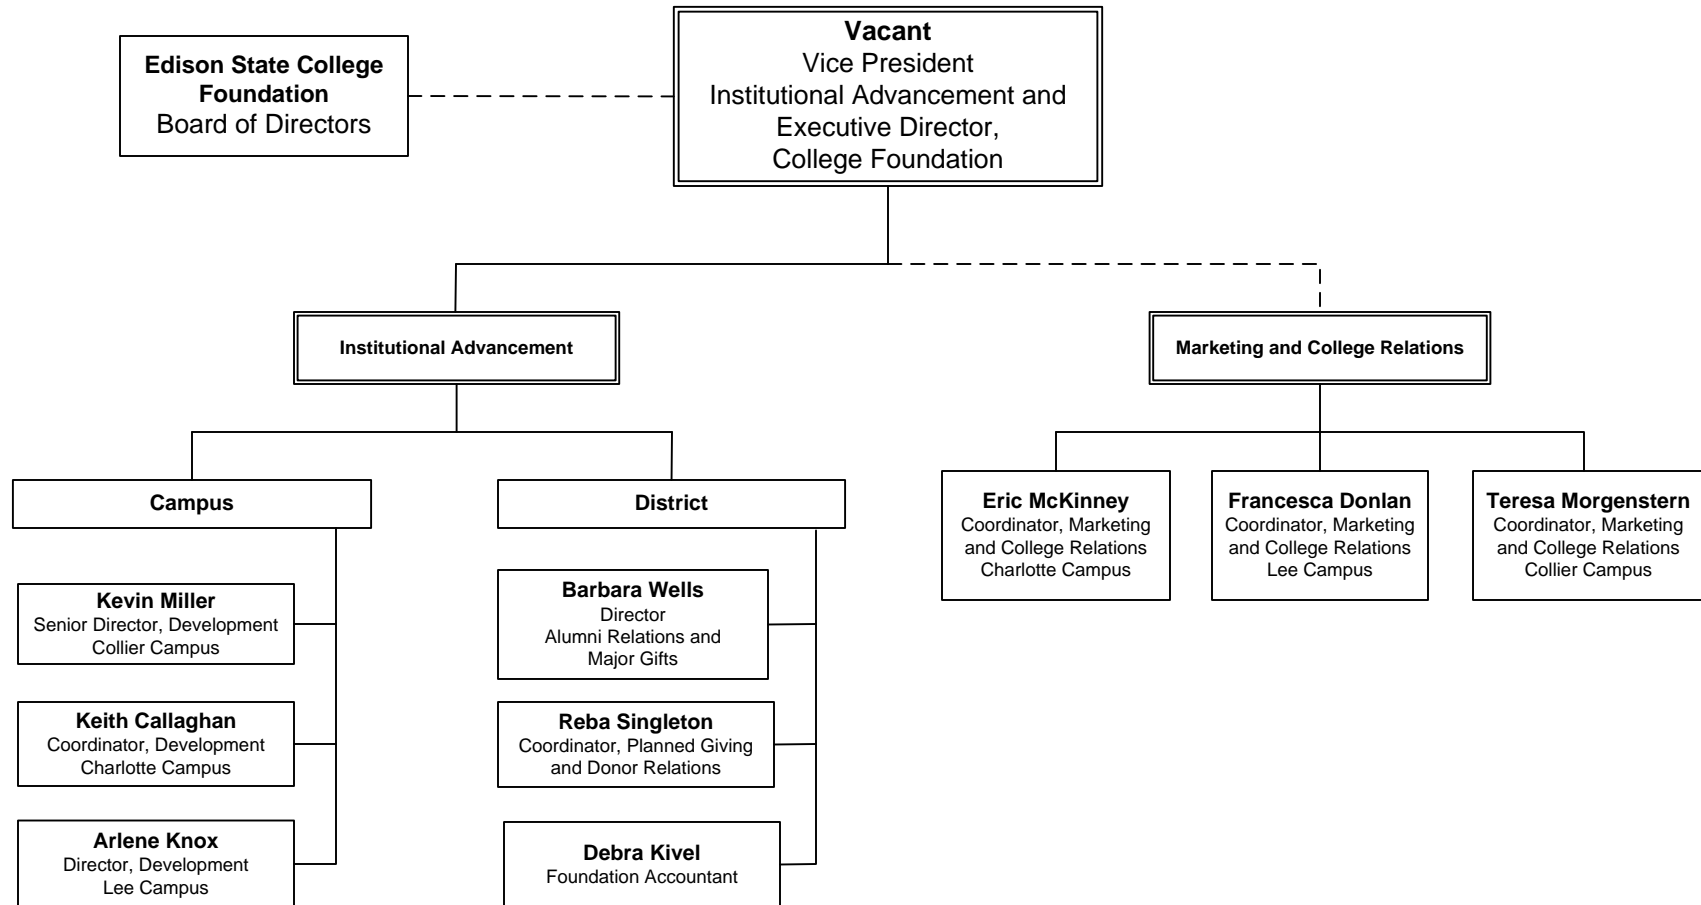 Edison State College
Foundation
Board of Directors
Vacant
Vice President
Institutional Advancement and
Executive Director,
College Foundation
Institutional Advancement
Marketing and College Relations
Campus
District
Kevin Miller
Senior Director, Development
Collier Campus
Keith Callaghan
Coordinator, Development
Charlotte Campus
Arlene Knox
Director, Development
Lee Campus
Barbara Wells
Director
Alumni Relations and
Major Gifts
Reba Singleton
Coordinator, Planned Giving
and Donor Relations
Debra Kivel
Foundation Accountant
Eric McKinney
Coordinator, Marketing
and College Relations
Charlotte Campus
Francesca Donlan
Coordinator, Marketing
and College Relations
Lee Campus
Teresa Morgenstern
Coordinator, Marketing
and College Relations
Collier Campus